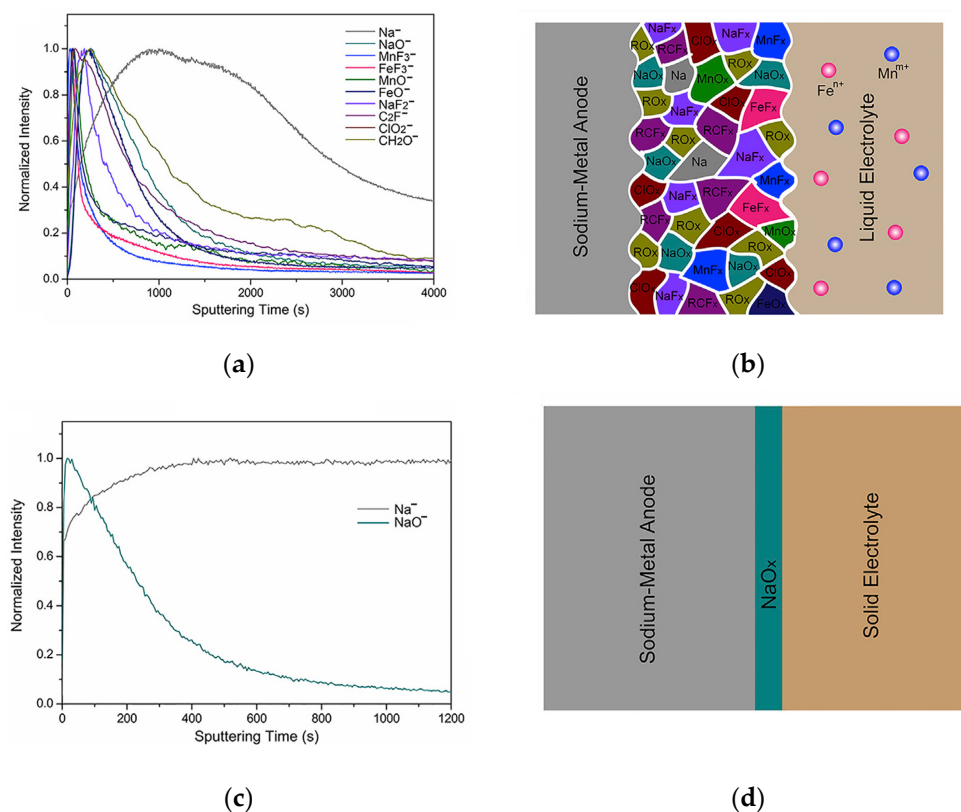 1.0
0.8
0.6
0.4
0.2
0.0
Normalized Intensity
0 1000 2000 3000 4000
Sputtering Time (s)
Na⁻
NaO⁻
MnF3⁻
FeF3⁻
MnO⁻
FeO⁻
NaF2⁻
C2F⁻
ClO2⁻
CH2O⁻
(a)
Sodium-Metal Anode
NaFx
ROx
RCFx
ClOx
NaFx
MnFx
NaOx
Na
MnOx
ROx
NaOx
ROx
NaFx
ClOx
FeFx
RCFx
ROx
RCFx
ROx
NaOx
Na
NaFx
MnFx
ClOx
NaFx
RCFx
FeFx
RCFx
ROx
ClOx
MnOx
ROx
NaOx
MnFx
NaOx
ROx
ClOx
ClOx
NaFx
RCFx
ROx
FeOx
Feⁿ⁺
Mnᵐ⁺
Liquid Electrolyte
(b)
1.0
0.8
0.6
0.4
0.2
0.0
Normalized Intensity
0 200 400 600 800 1000 1200
Sputtering Time (s)
Na⁻
NaO⁻
(c)
Sodium-Metal Anode
NaOx
Solid Electrolyte
(d)